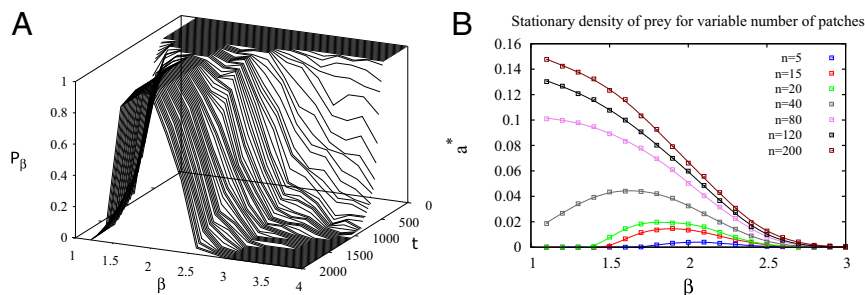 A
1
0.8
0.6
0.4
0.2
0
Pβ
1
1.5
2
2.5
3
3.5
4
β
0
500
1000
1500
2000
t
B
Stationary density of prey for variable number of patches
0.16
0.14
0.12
0.1
0.08
0.06
0.04
0.02
0
a*
n=5
n=15
n=20
n=40
n=80
n=120
n=200
1
1.5
2
2.5
3
β